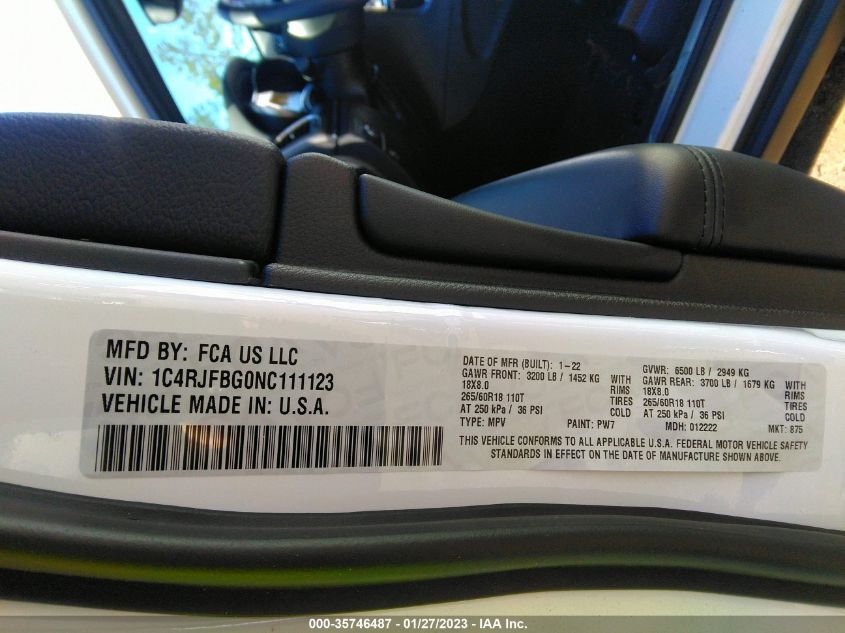 MFD BY: FCA US LLC
VIN: 1C4RJFBG0NC111123
VEHICLE MADE IN: U.S.A.
DATE OF MFR (BUILT): 1-22
GAWR FRONT: 3200 LB / 1452 KG WITH
18X8.0 RIMS
265/60R18 110T TIRES
AT 250 kPa / 36 PSI COLD
TYPE: MPV PAINT: PW7
GVWR: 6500 LB / 2949 KG
GAWR REAR: 3700 LB / 1679 KG WITH
18X8.0 RIMS
265/60R18 110T TIRES
AT 250 kPa / 36 PSI COLD
MDH: 012222 MKT: 875
THIS VEHICLE CONFORMS TO ALL APPLICABLE U.S.A. FEDERAL MOTOR VEHICLE SAFETY
STANDARDS IN EFFECT ON THE DATE OF MANUFACTURE SHOWN ABOVE.
000-35746487 - 01/27/2023 - IAA Inc.